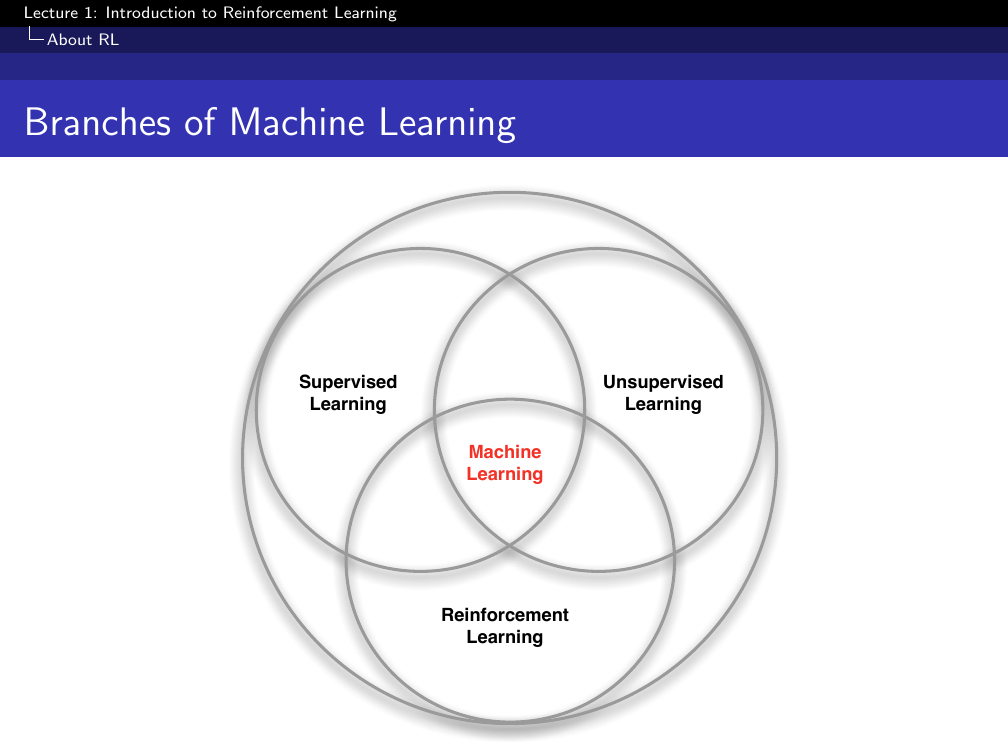 Lecture 1: Introduction to Reinforcement Learning
About RL
Branches of Machine Learning
Supervised
Learning
Unsupervised
Learning
Machine
Learning
Reinforcement
Learning